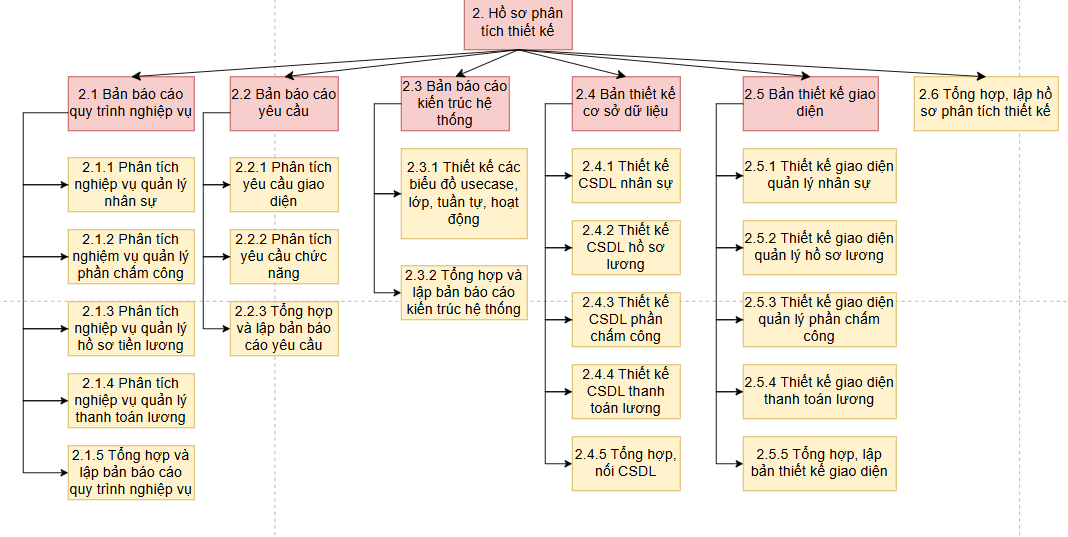 2. Hồ sơ phân
tích thiết kế
2.1 Bản báo cáo
quy trình nghiệp vụ
2.1.1 Phân tích
nghiệp vụ quản lý
nhân sự
2.1.2 Phân tích
nghiệm vụ quản lý
phần chấm công
2.1.3 Phân tích
nghiệp vụ quản lý
hồ sơ tiền lương
2.1.4 Phân tích
nghiệp vụ quản lý
thanh toán lương
2.1.5 Tổng hợp và
lập bản báo cáo
quy trình nghiệp vụ
2.2 Bản báo cáo
yêu cầu
2.2.1 Phân tích
yêu cầu giao
diện
2.2.2 Phân tích
yêu cầu chức
năng
2.2.3 Tổng hợp
và lập bản báo
cáo yêu cầu
2.3 Bản báo cáo
kiến trúc hệ
thống
2.3.1 Thiết kế các
biểu đồ usecase,
lớp, tuần tự, hoạt
động
2.3.2 Tổng hợp và
lập bản báo cáo
kiến trúc hệ thống
2.4 Bản thiết kế
cơ sở dữ liệu
2.4.1 Thiết kế
CSDL nhân sự
2.4.2 Thiết kế
CSDL hồ sơ
lương
2.4.3 Thiết kế
CSDL phần
chấm công
2.4.4 Thiết kế
CSDL thanh
toán lương
2.4.5 Tổng hợp,
nối CSDL
2.5 Bản thiết kế giao
diện
2.5.1 Thiết kế giao diện
quản lý nhân sự
2.5.2 Thiết kế giao diện
quản lý hồ sơ lương
2.5.3 Thiết kế giao diện
quản lý phần chấm
công
2.5.4 Thiết kế giao diện
thanh toán lương
2.5.5 Tổng hợp, lập
bản thiết kế giao diện
2.6 Tổng hợp, lập hồ
sơ phân tích thiết kế